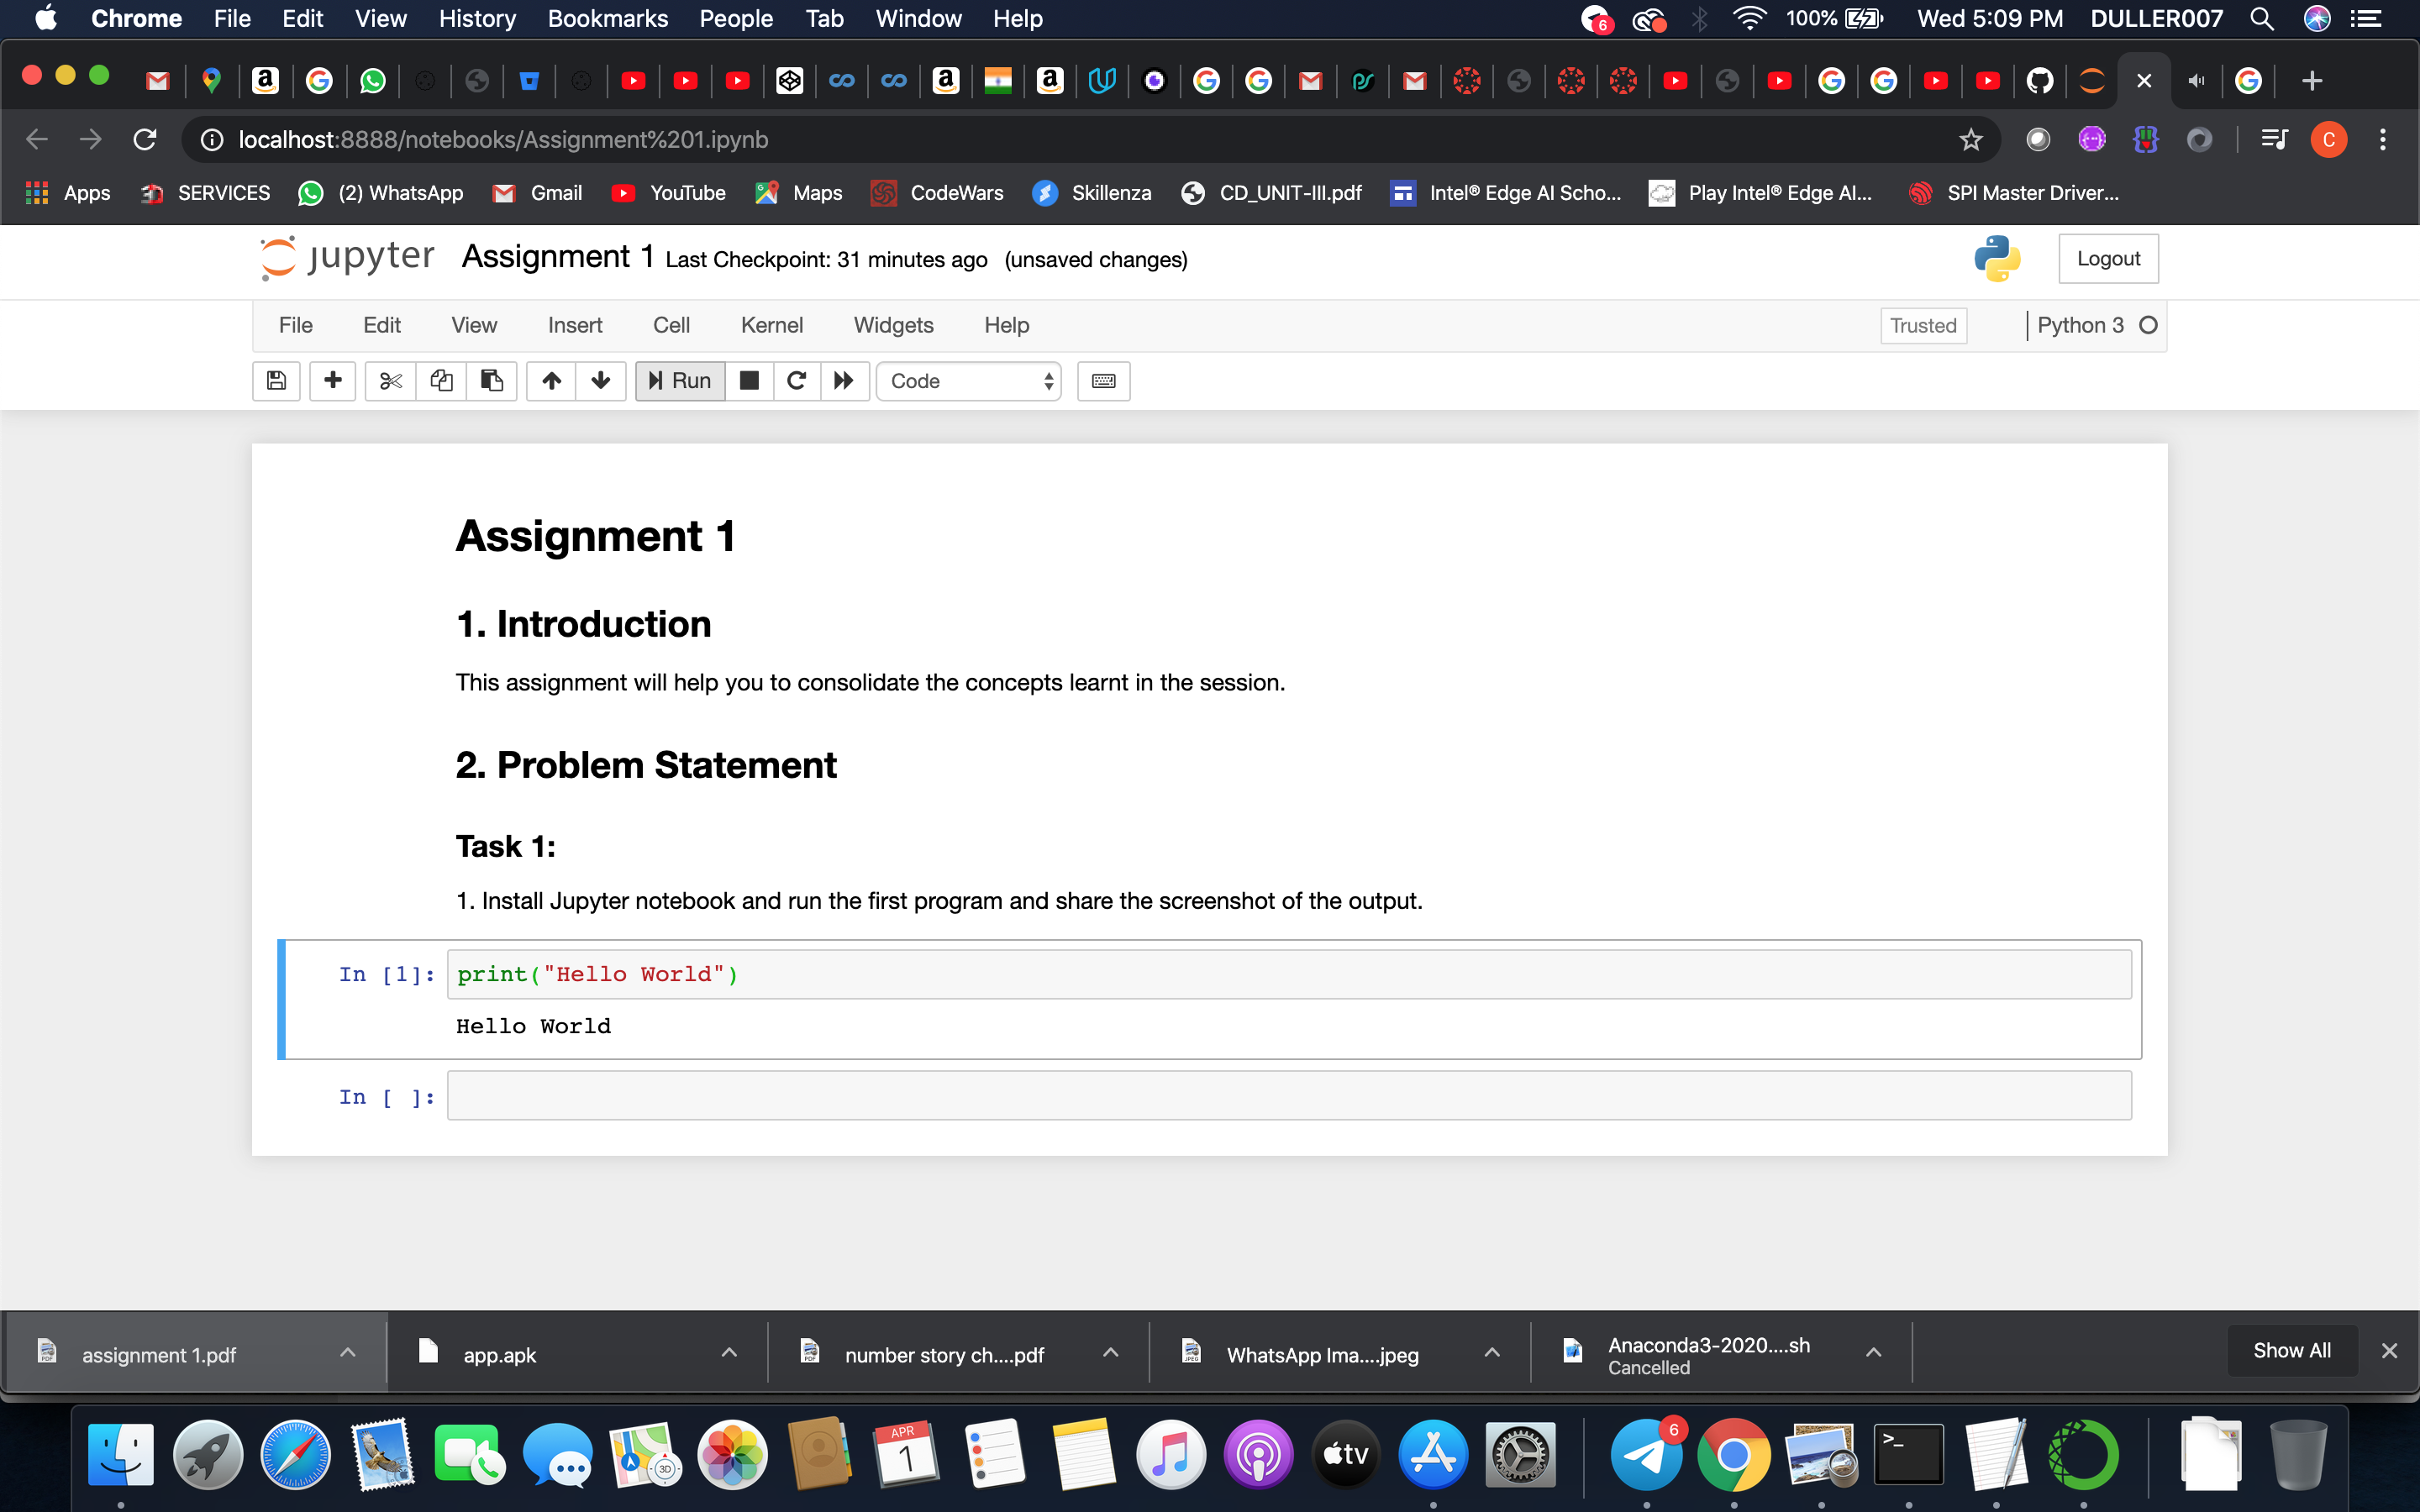 Chrome File Edit View History Bookmarks People Tab Window Help 6 100% Wed 5:09 PM DULLER007
localhost:8888/notebooks/Assignment%201.ipynb C
Apps SERVICES (2) WhatsApp Gmail YouTube Maps CodeWars Skillenza CD_UNIT-III.pdf Intel® Edge AI Scho... Play Intel® Edge AI... SPI Master Driver...
jupyter Assignment 1 Last Checkpoint: 31 minutes ago (unsaved changes) Logout
File Edit View Insert Cell Kernel Widgets Help Trusted Python 3
Run Code
Assignment 1
1. Introduction
This assignment will help you to consolidate the concepts learnt in the session.
2. Problem Statement
Task 1:
1. Install Jupyter notebook and run the first program and share the screenshot of the output.
In [1]: print("Hello World")
Hello World
In [ ]:
assignment 1.pdf app.apk number story ch....pdf WhatsApp Ima....jpeg Anaconda3-2020....sh Show All
Cancelled
APR 1 3D tv 6 >_